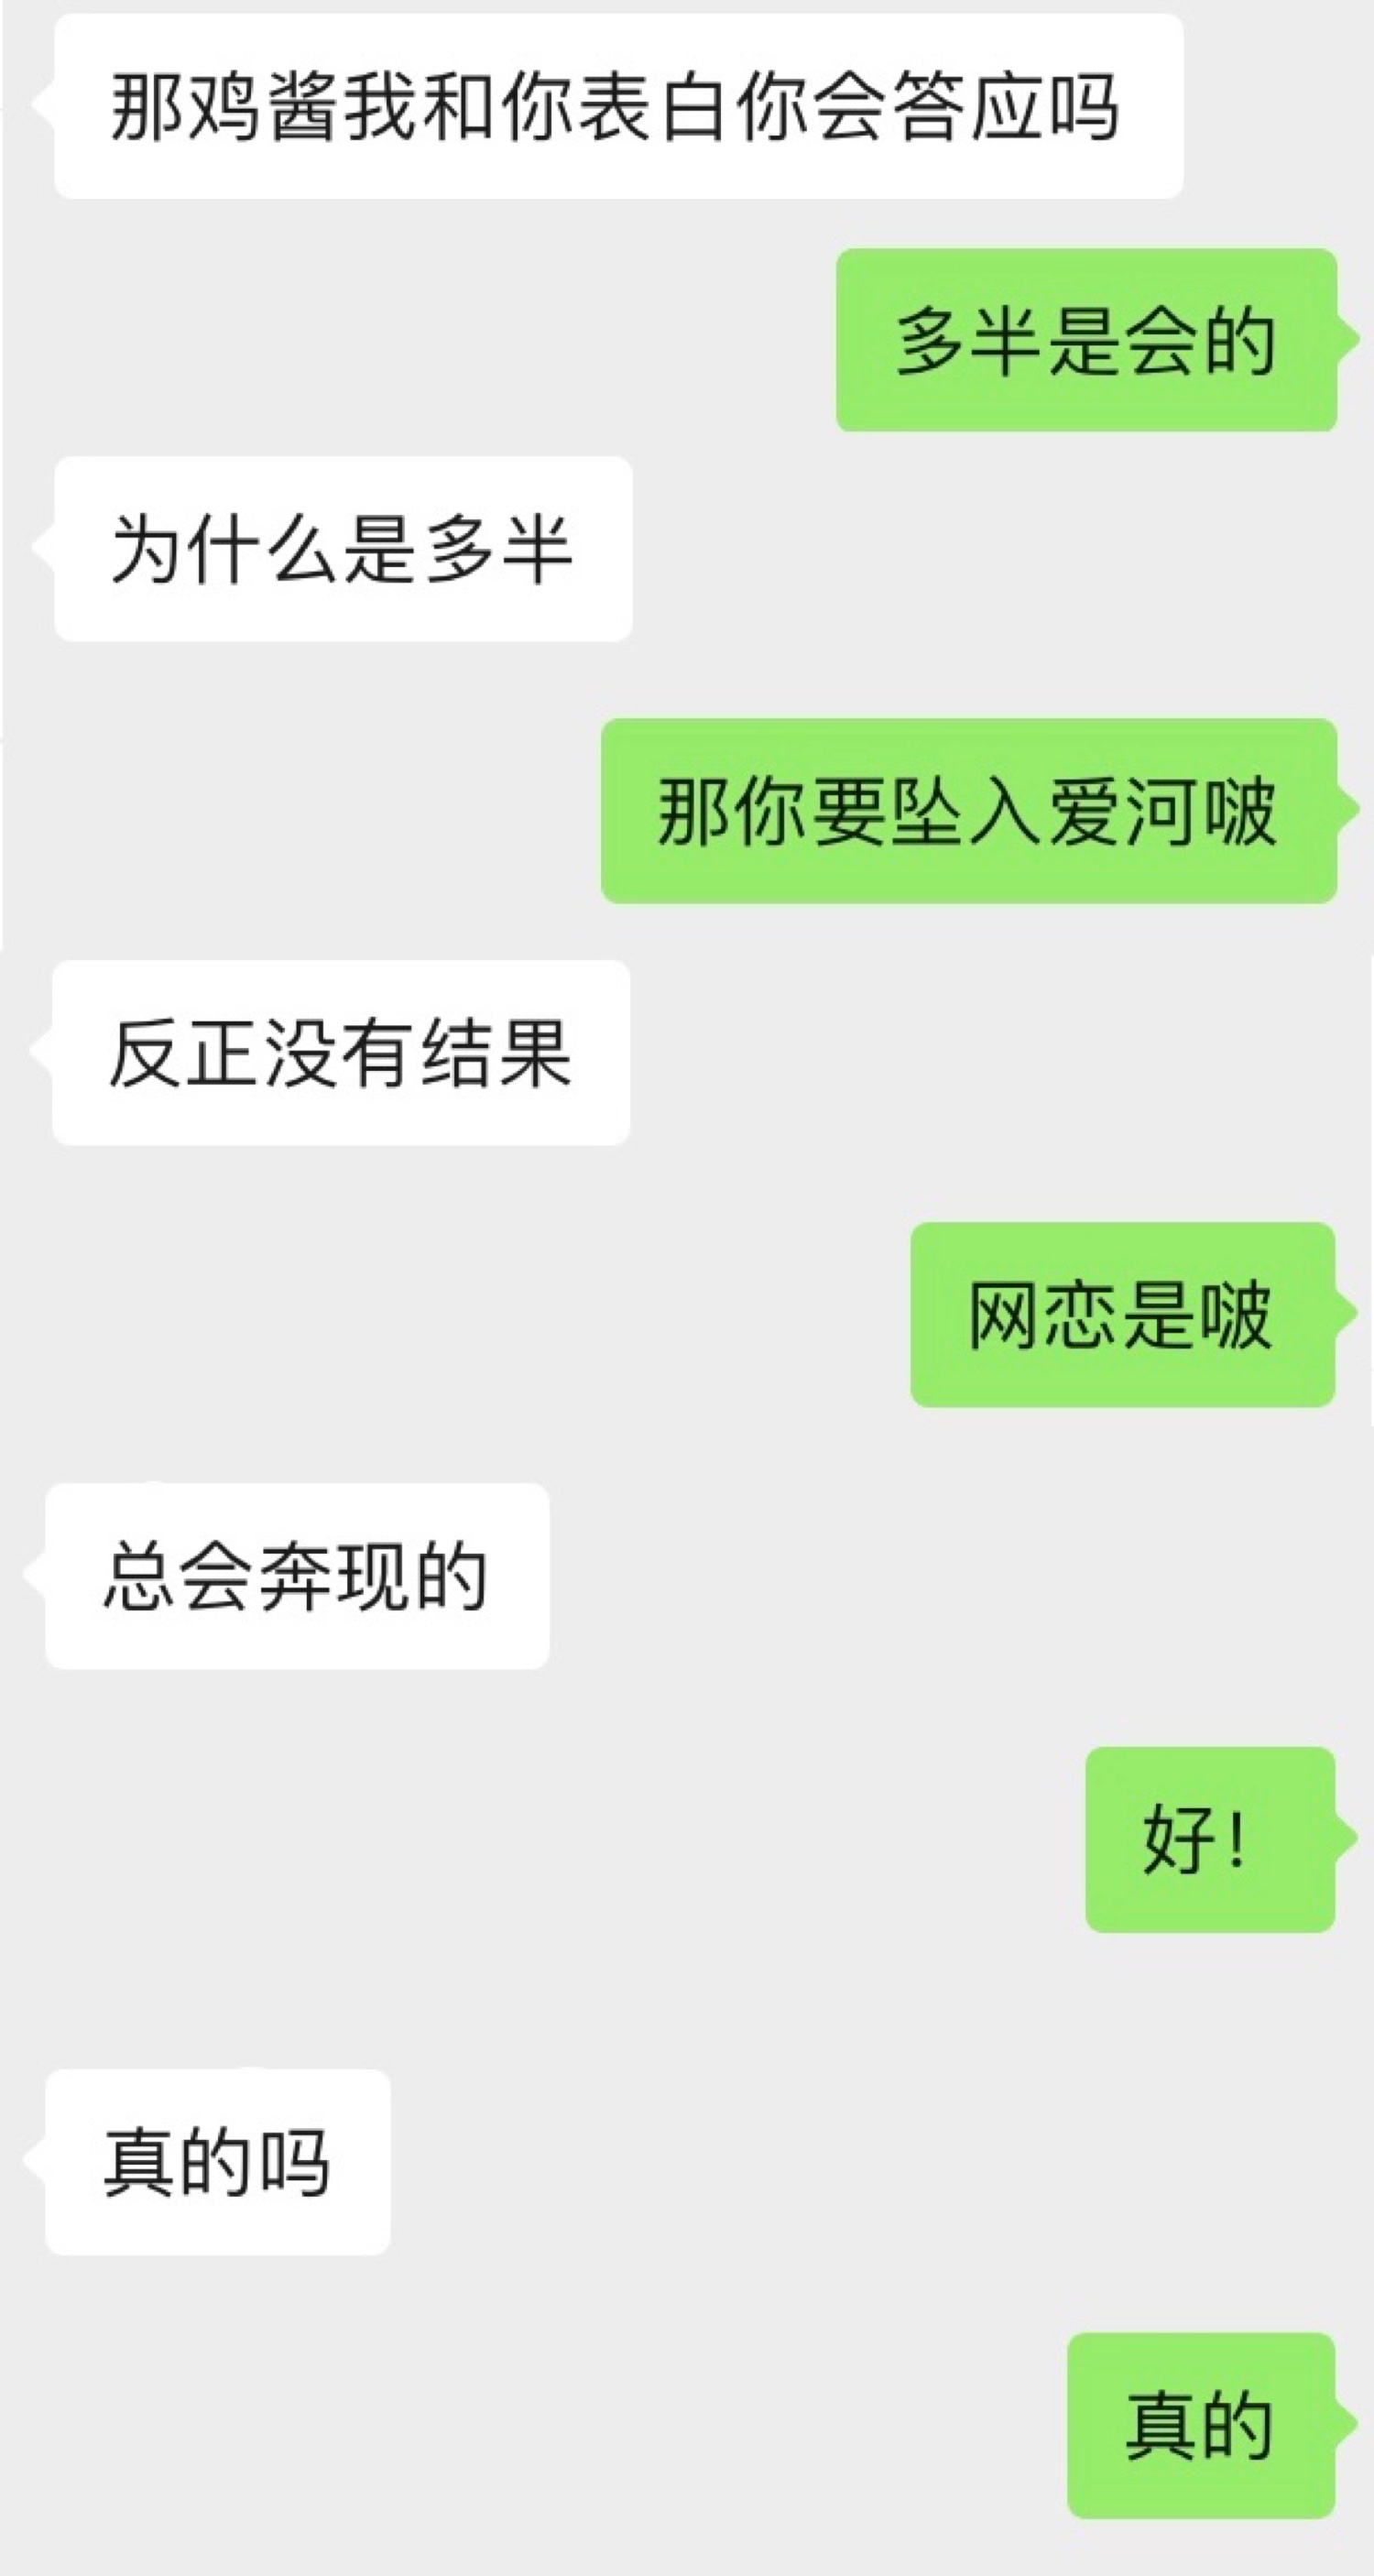 那鸡酱我和你表白你会答应吗
多半是会的
为什么是多半
那你要坠入爱河啵
反正没有结果
网恋是啵
总会奔现的
好！
真的吗
真的